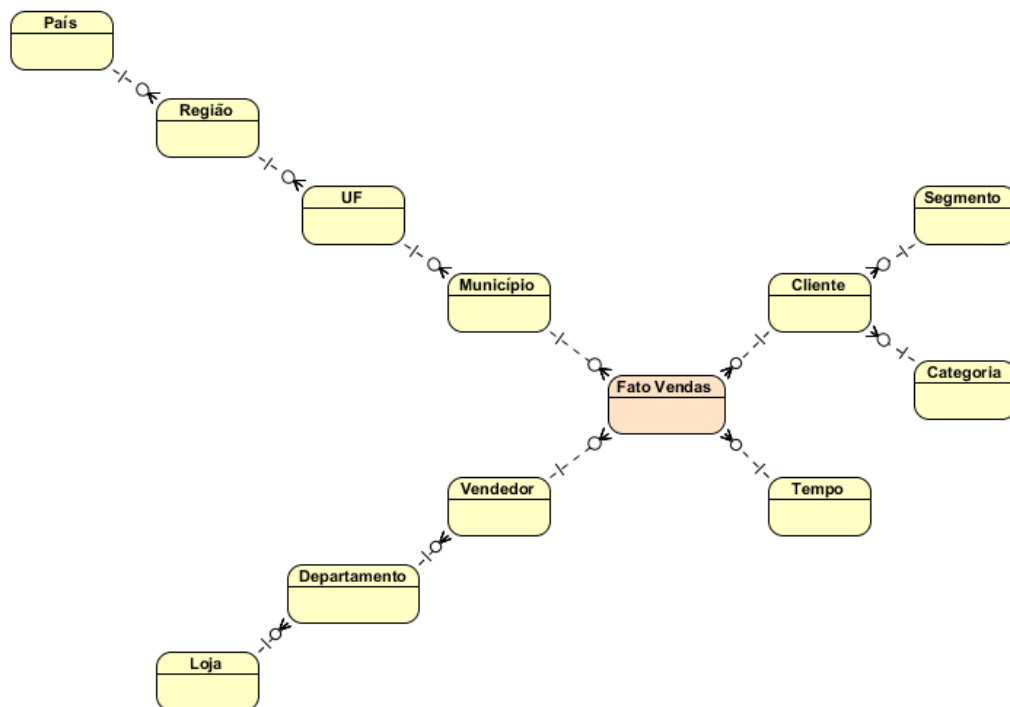 País
Região
UF
Segmento
Município
Cliente
Categoria
Fato Vendas
Vendedor
Tempo
Departamento
Loja